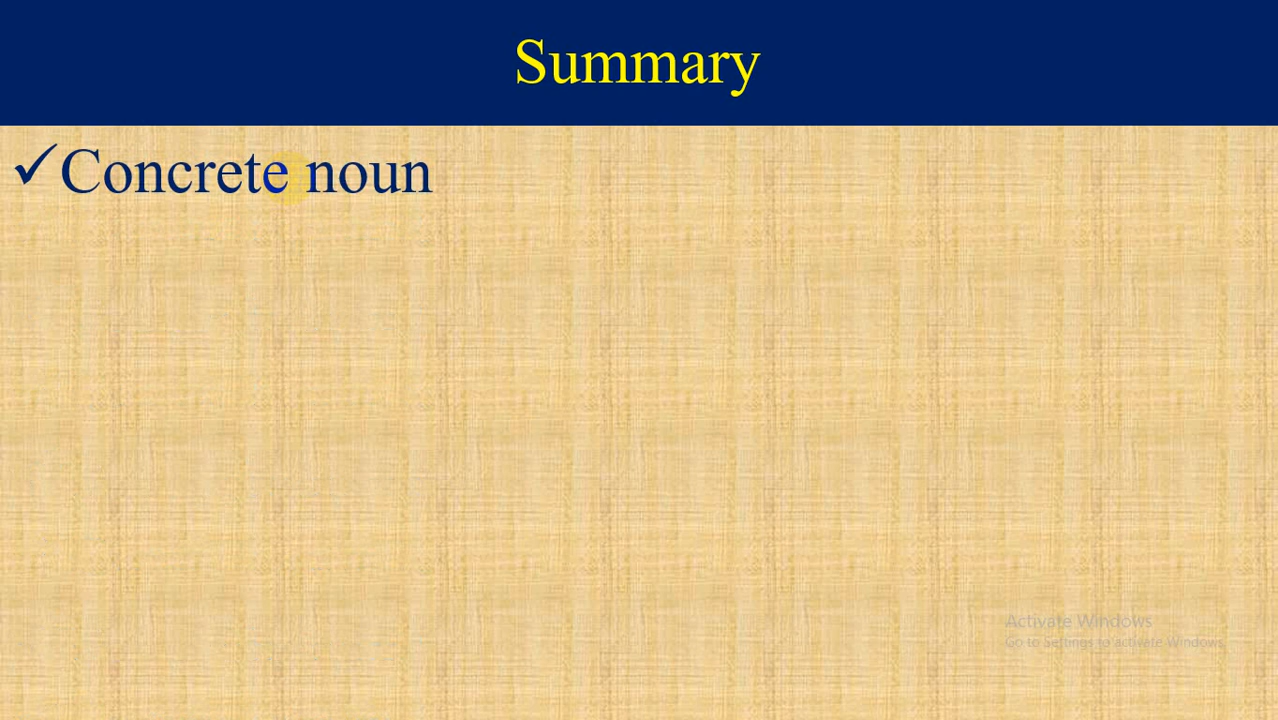 Summary
✓Concrete noun
Activate Windows
Go to Settings to activate Windows.